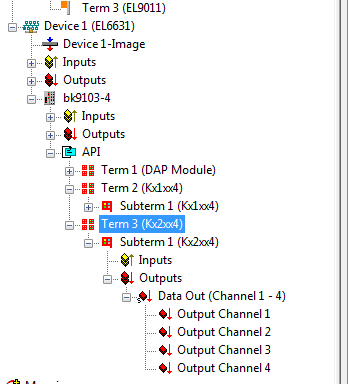 Term 3 (EL9011)
Device 1 (EL6631)
Device 1-Image
Inputs
Outputs
bk9103-4
Inputs
Outputs
API
Term 1 (DAP Module)
Term 2 (Kx1xx4)
Subterm 1 (Kx1xx4)
Term 3 (Kx2xx4)
Subterm 1 (Kx2xx4)
Inputs
Outputs
Data Out (Channel 1 - 4)
Output Channel 1
Output Channel 2
Output Channel 3
Output Channel 4